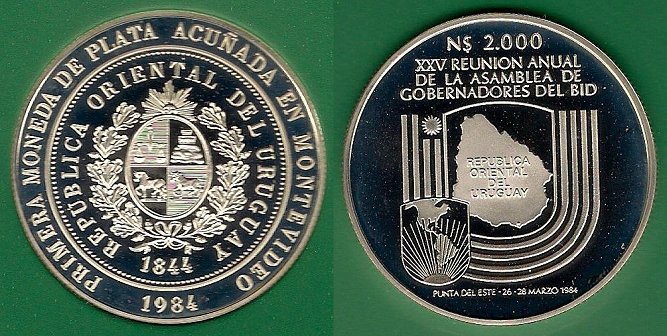 PRIMERA MONEDA DE PLATA ACUÑADA EN MONTEVIDEO
1984
REPUBLICA ORIENTAL DEL URUGUAY
1844
N$ 2.000
XXV REUNION ANUAL
DE LA ASAMBLEA DE
GOBERNADORES DEL BID
REPUBLICA
ORIENTAL
DEL
URUGUAY
PUNTA DEL ESTE - 26 - 28 MARZO 1984